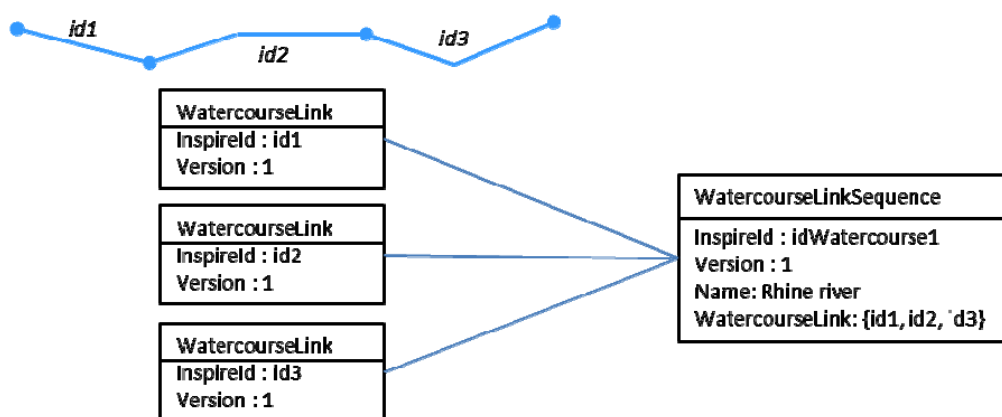 id1
id2
id3
WatercourseLink
InspireId : id1
Version : 1
WatercourseLink
InspireId : id2
Version : 1
WatercourseLink
InspireId : id3
Version : 1
WatercourseLinkSequence
InspireId : idWatercourse1
Version : 1
Name: Rhine river
WatercourseLink: {id1, id2, id3}